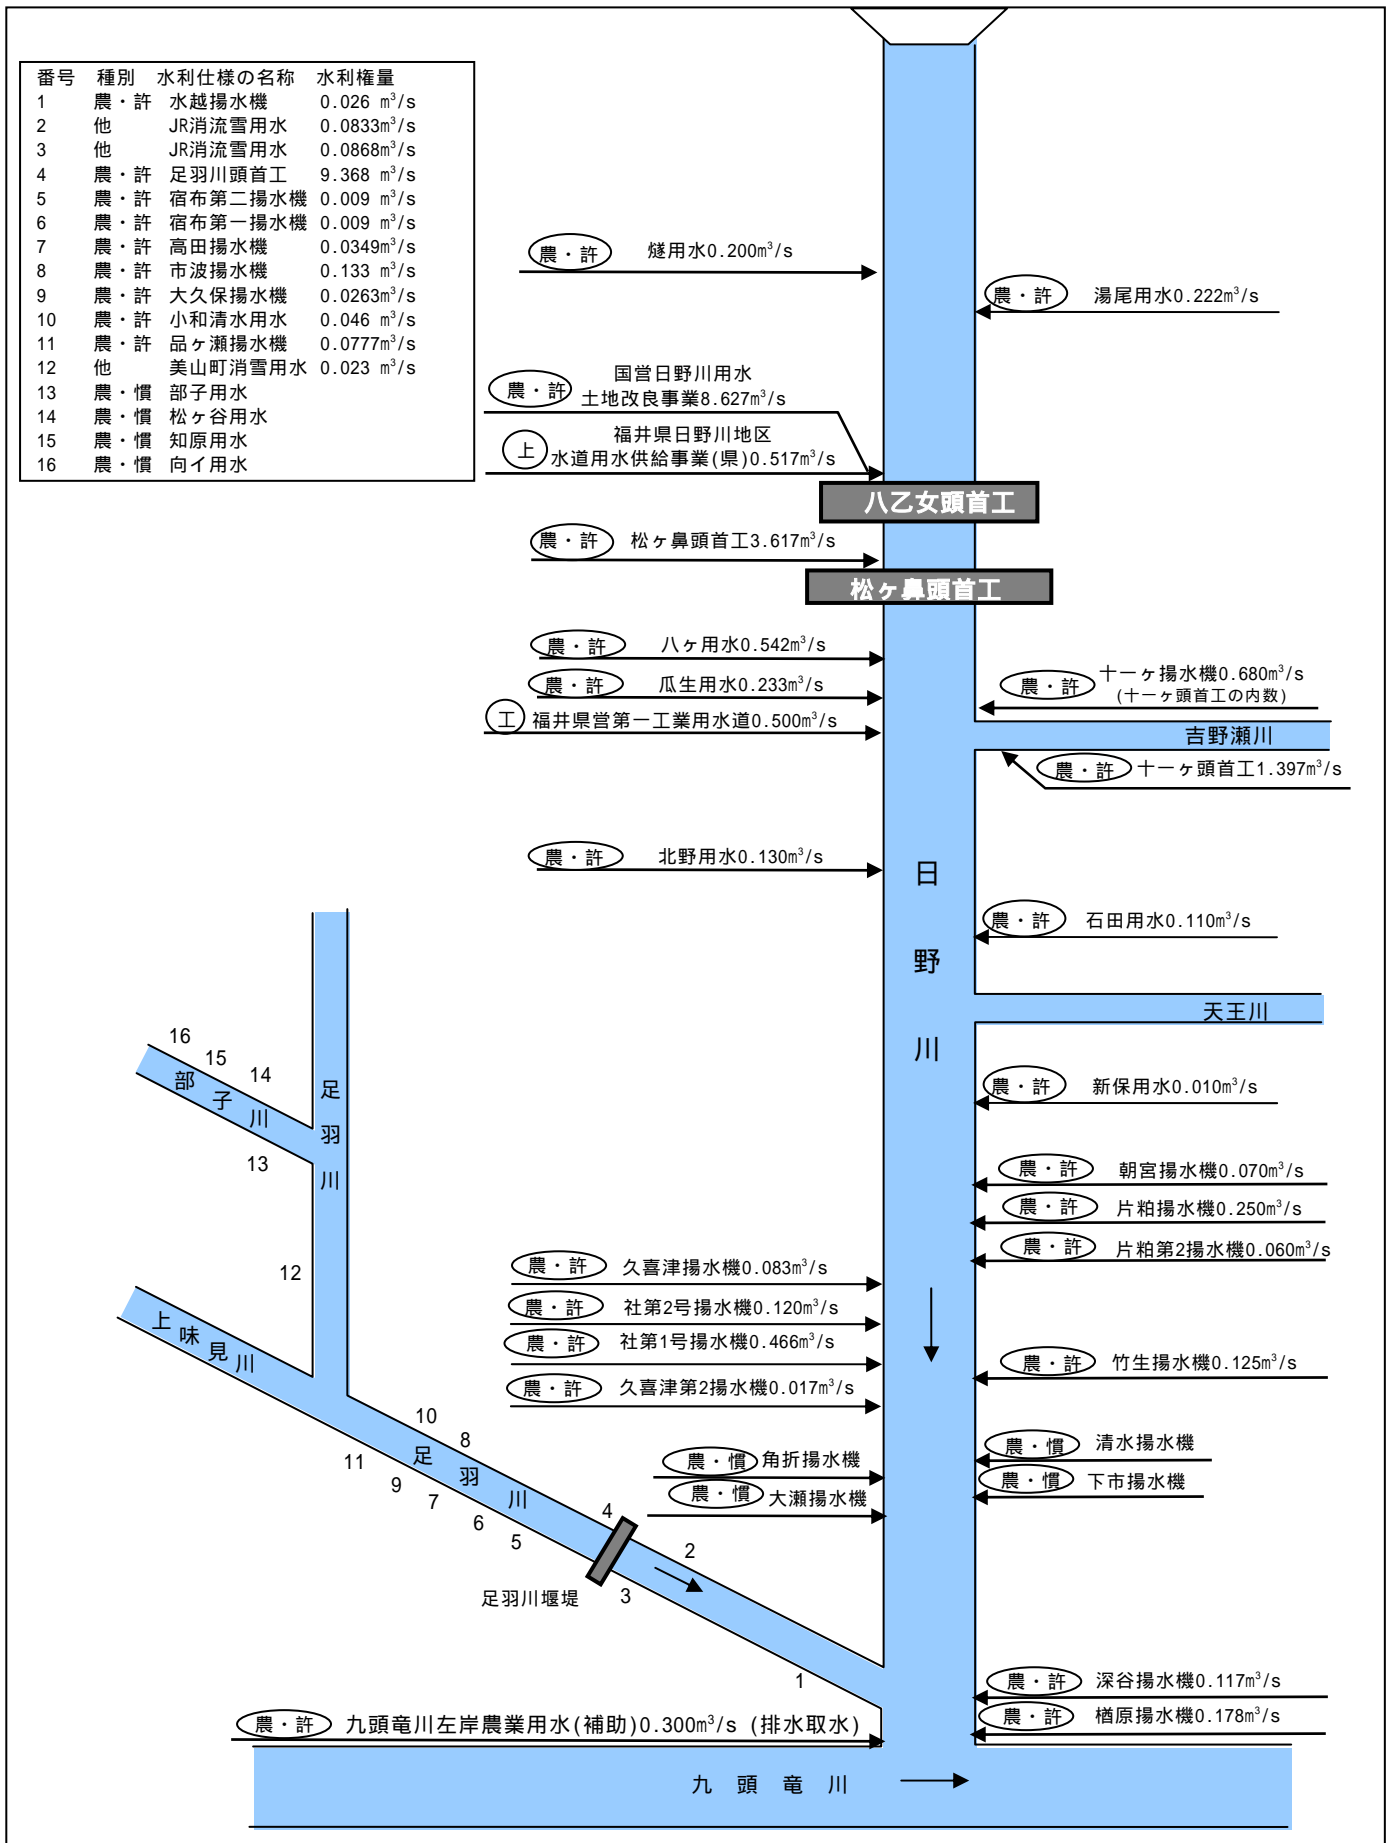 番号 種別 水利仕様の名称 水利権量
1 農・許 水越揚水機 0.026 m³/s
2 他 JR消流雪用水 0.0833m³/s
3 他 JR消流雪用水 0.0868m³/s
4 農・許 足羽川頭首工 9.368 m³/s
5 農・許 宿布第二揚水機 0.009 m³/s
6 農・許 宿布第一揚水機 0.009 m³/s
7 農・許 高田揚水機 0.0349m³/s
8 農・許 市波揚水機 0.133 m³/s
9 農・許 大久保揚水機 0.0263m³/s
10 農・許 小和清水用水 0.046 m³/s
11 農・許 品ヶ瀬揚水機 0.0777m³/s
12 他 美山町消雪用水 0.023 m³/s
13 農・慣 部子用水
14 農・慣 松ヶ谷用水
15 農・慣 知原用水
16 農・慣 向イ用水
農・許 燧用水0.200m³/s
農・許 湯尾用水0.222m³/s
国営日野川用水
農・許 土地改良事業8.627m³/s
福井県日野川地区
上 水道用水供給事業(県)0.517m³/s
八乙女頭首工
農・許 松ヶ鼻頭首工3.617m³/s
松ヶ鼻頭首工
農・許 八ヶ用水0.542m³/s
農・許 十一ヶ揚水機0.680m³/s
(十一ヶ頭首工の内数)
農・許 瓜生用水0.233m³/s
工 福井県営第一工業用水道0.500m³/s
吉野瀬川
農・許 十一ヶ頭首工1.397m³/s
農・許 北野用水0.130m³/s
日野川
農・許 石田用水0.110m³/s
天王川
16
15
14
部子川
13
足羽川
農・許 新保用水0.010m³/s
農・許 朝宮揚水機0.070m³/s
農・許 片粕揚水機0.250m³/s
農・許 片粕第2揚水機0.060m³/s
12
農・許 久喜津揚水機0.083m³/s
農・許 社第2号揚水機0.120m³/s
上味見川
農・許 社第1号揚水機0.466m³/s
農・許 竹生揚水機0.125m³/s
農・許 久喜津第2揚水機0.017m³/s
10
8
足羽川
11
9
7
6
5
4
農・慣 角折揚水機
農・慣 清水揚水機
農・慣 大瀬揚水機
農・慣 下市揚水機
2
足羽川堰堤
3
1
農・許 深谷揚水機0.117m³/s
農・許 楢原揚水機0.178m³/s
農・許 九頭竜川左岸農業用水(補助)0.300m³/s (排水取水)
九頭竜川